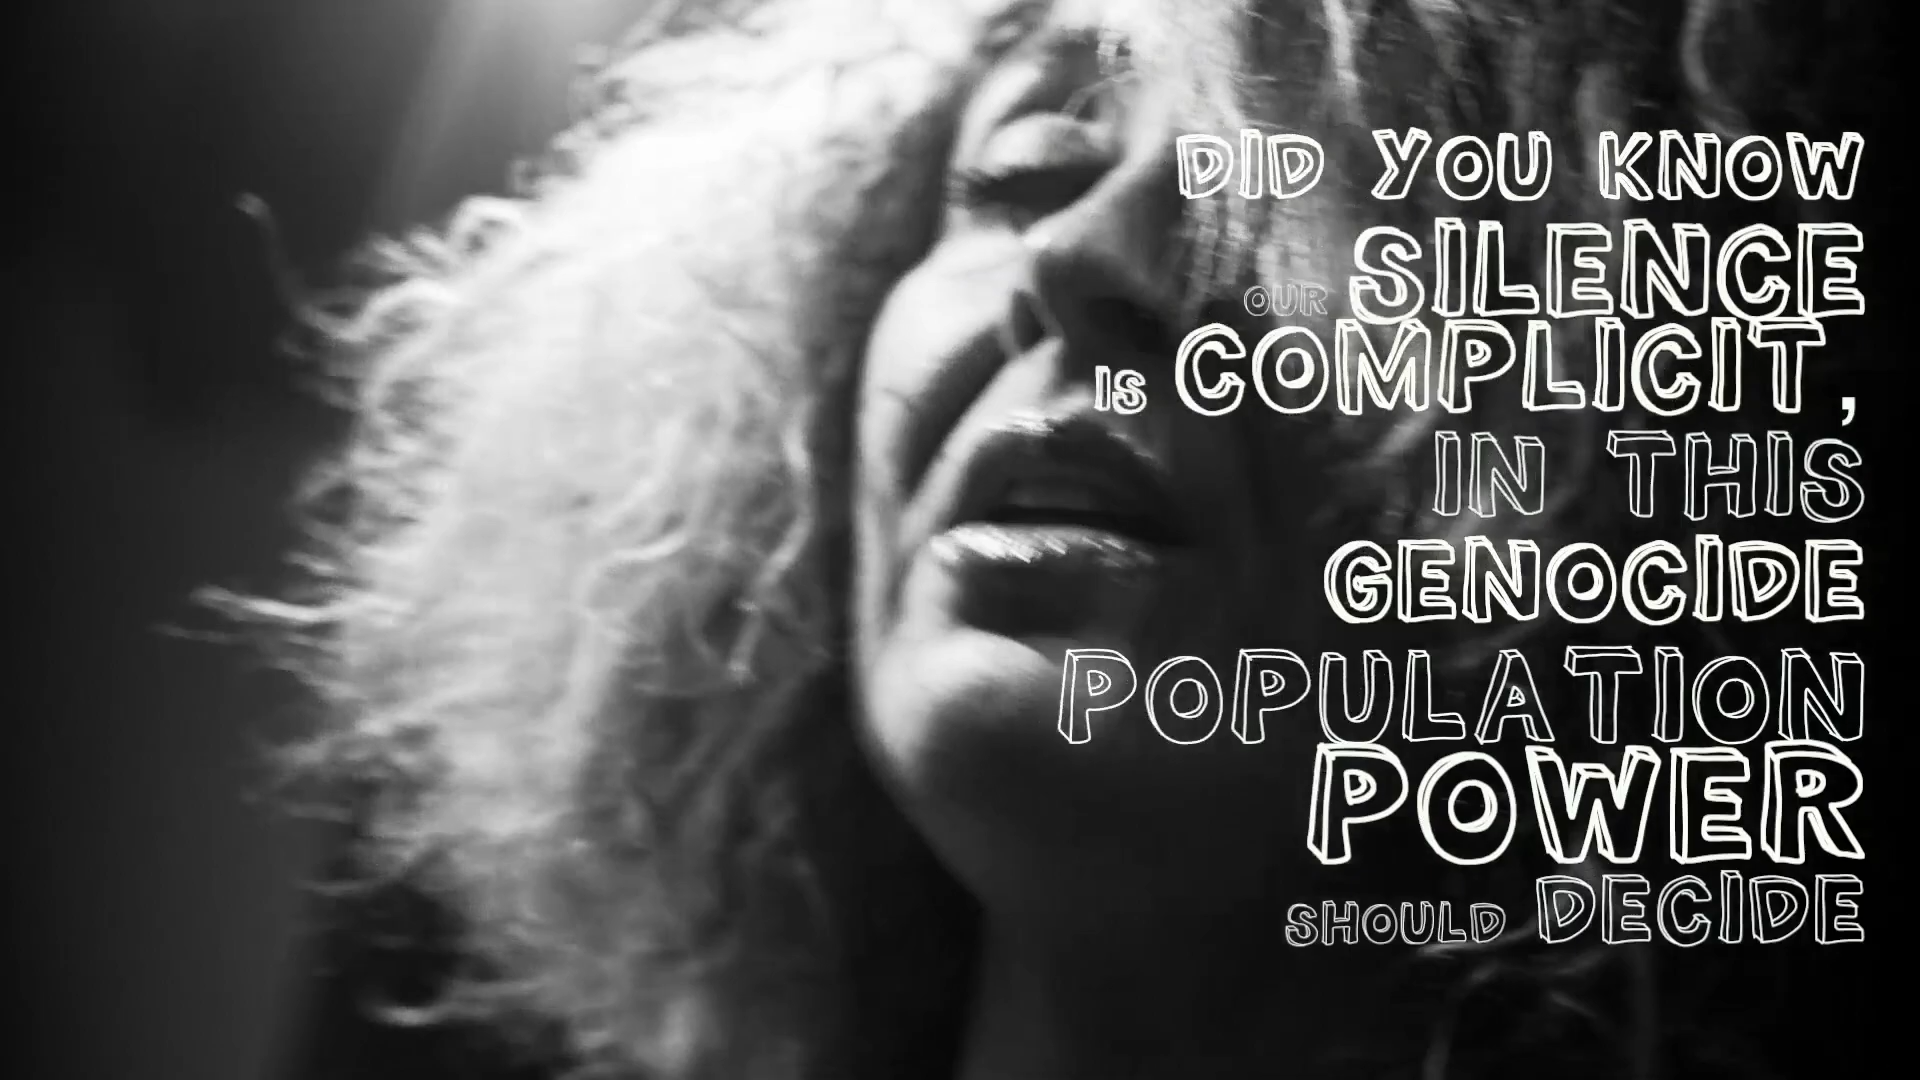 DID YOU KNOW
OUR SILENCE
IS COMPLICIT,
IN THIS
GENOCIDE
POPULATION
POWER
SHOULD DECIDE